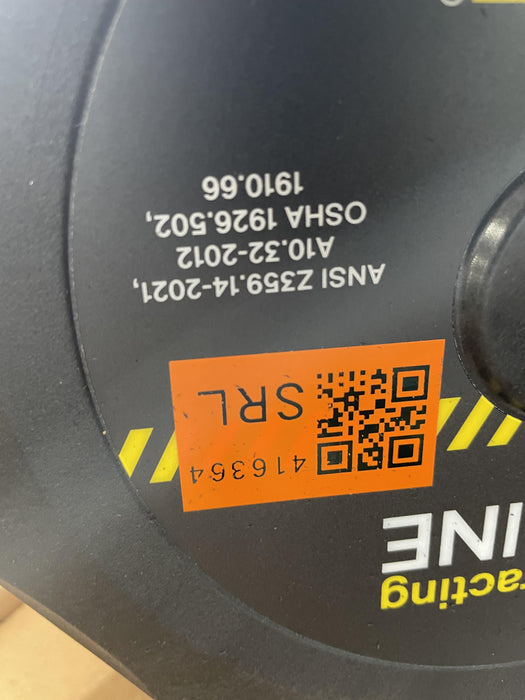 racting
INE
416364
SRL
ANSI Z359.14-2021,
A10.32-2012
OSHA 1926.502,
1910.66